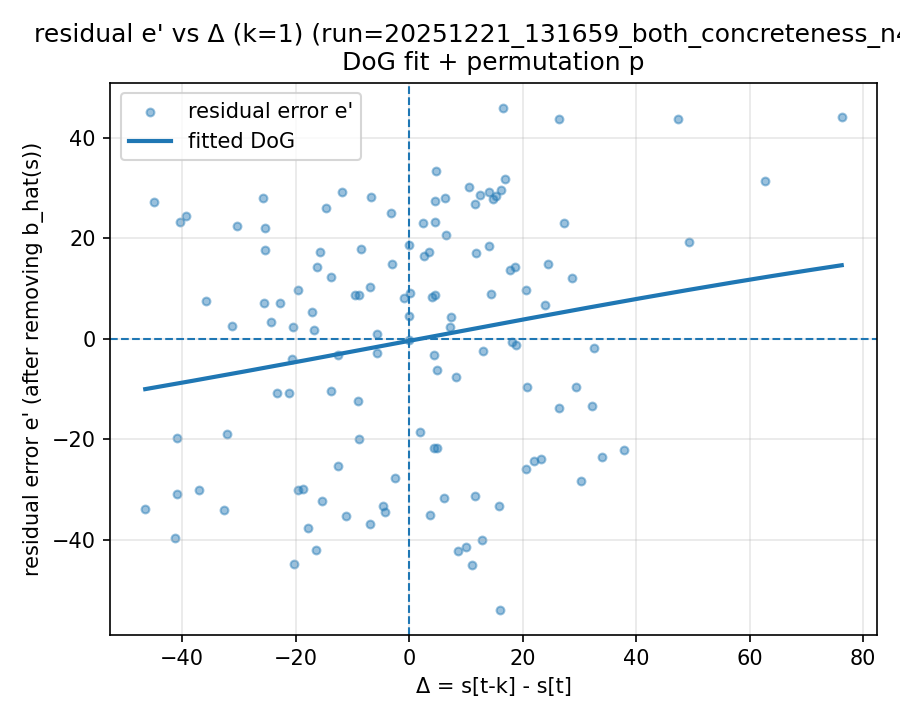 residual e' vs Δ (k=1) (run=20251221_131659_both_concreteness_n
DoG fit + permutation p
residual error e'
fitted DoG
residual error e' (after removing b_hat(s))
40
20
0
−20
−40
−40
−20
0
20
40
60
80
Δ = s[t-k] - s[t]